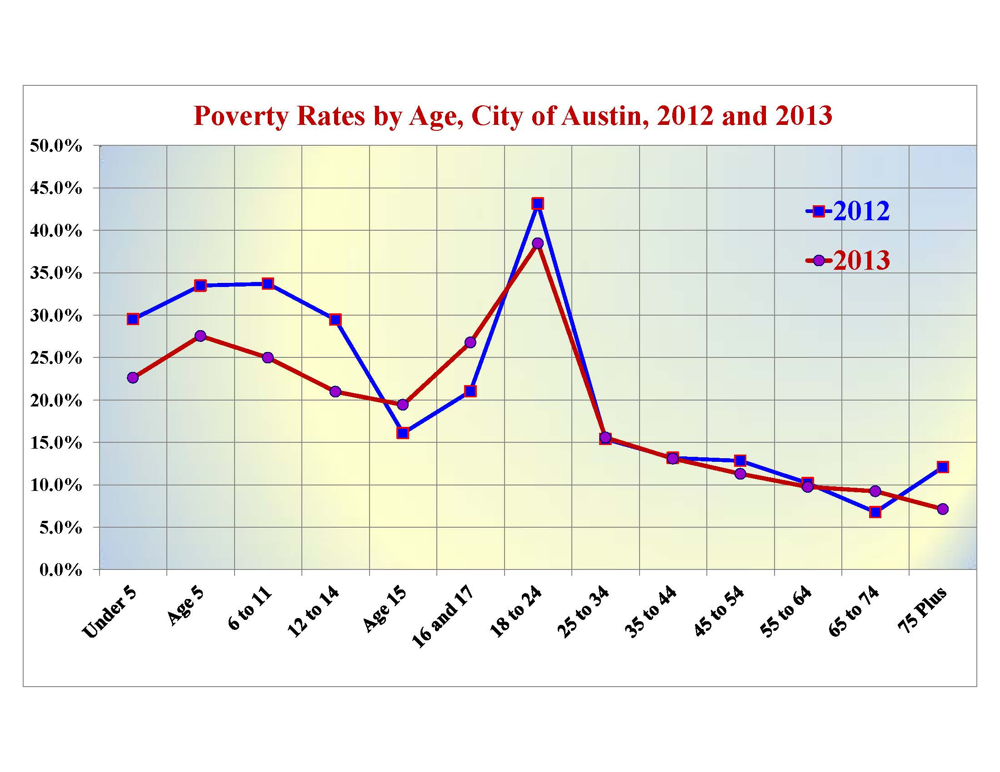 Poverty Rates by Age, City of Austin, 2012 and 2013
50.0%
45.0%
40.0%
35.0%
30.0%
25.0%
20.0%
15.0%
10.0%
5.0%
0.0%
2012
2013
Under 5
Age 5
6 to 11
12 to 14
Age 15
16 and 17
18 to 24
25 to 34
35 to 44
45 to 54
55 to 64
65 to 74
75 Plus